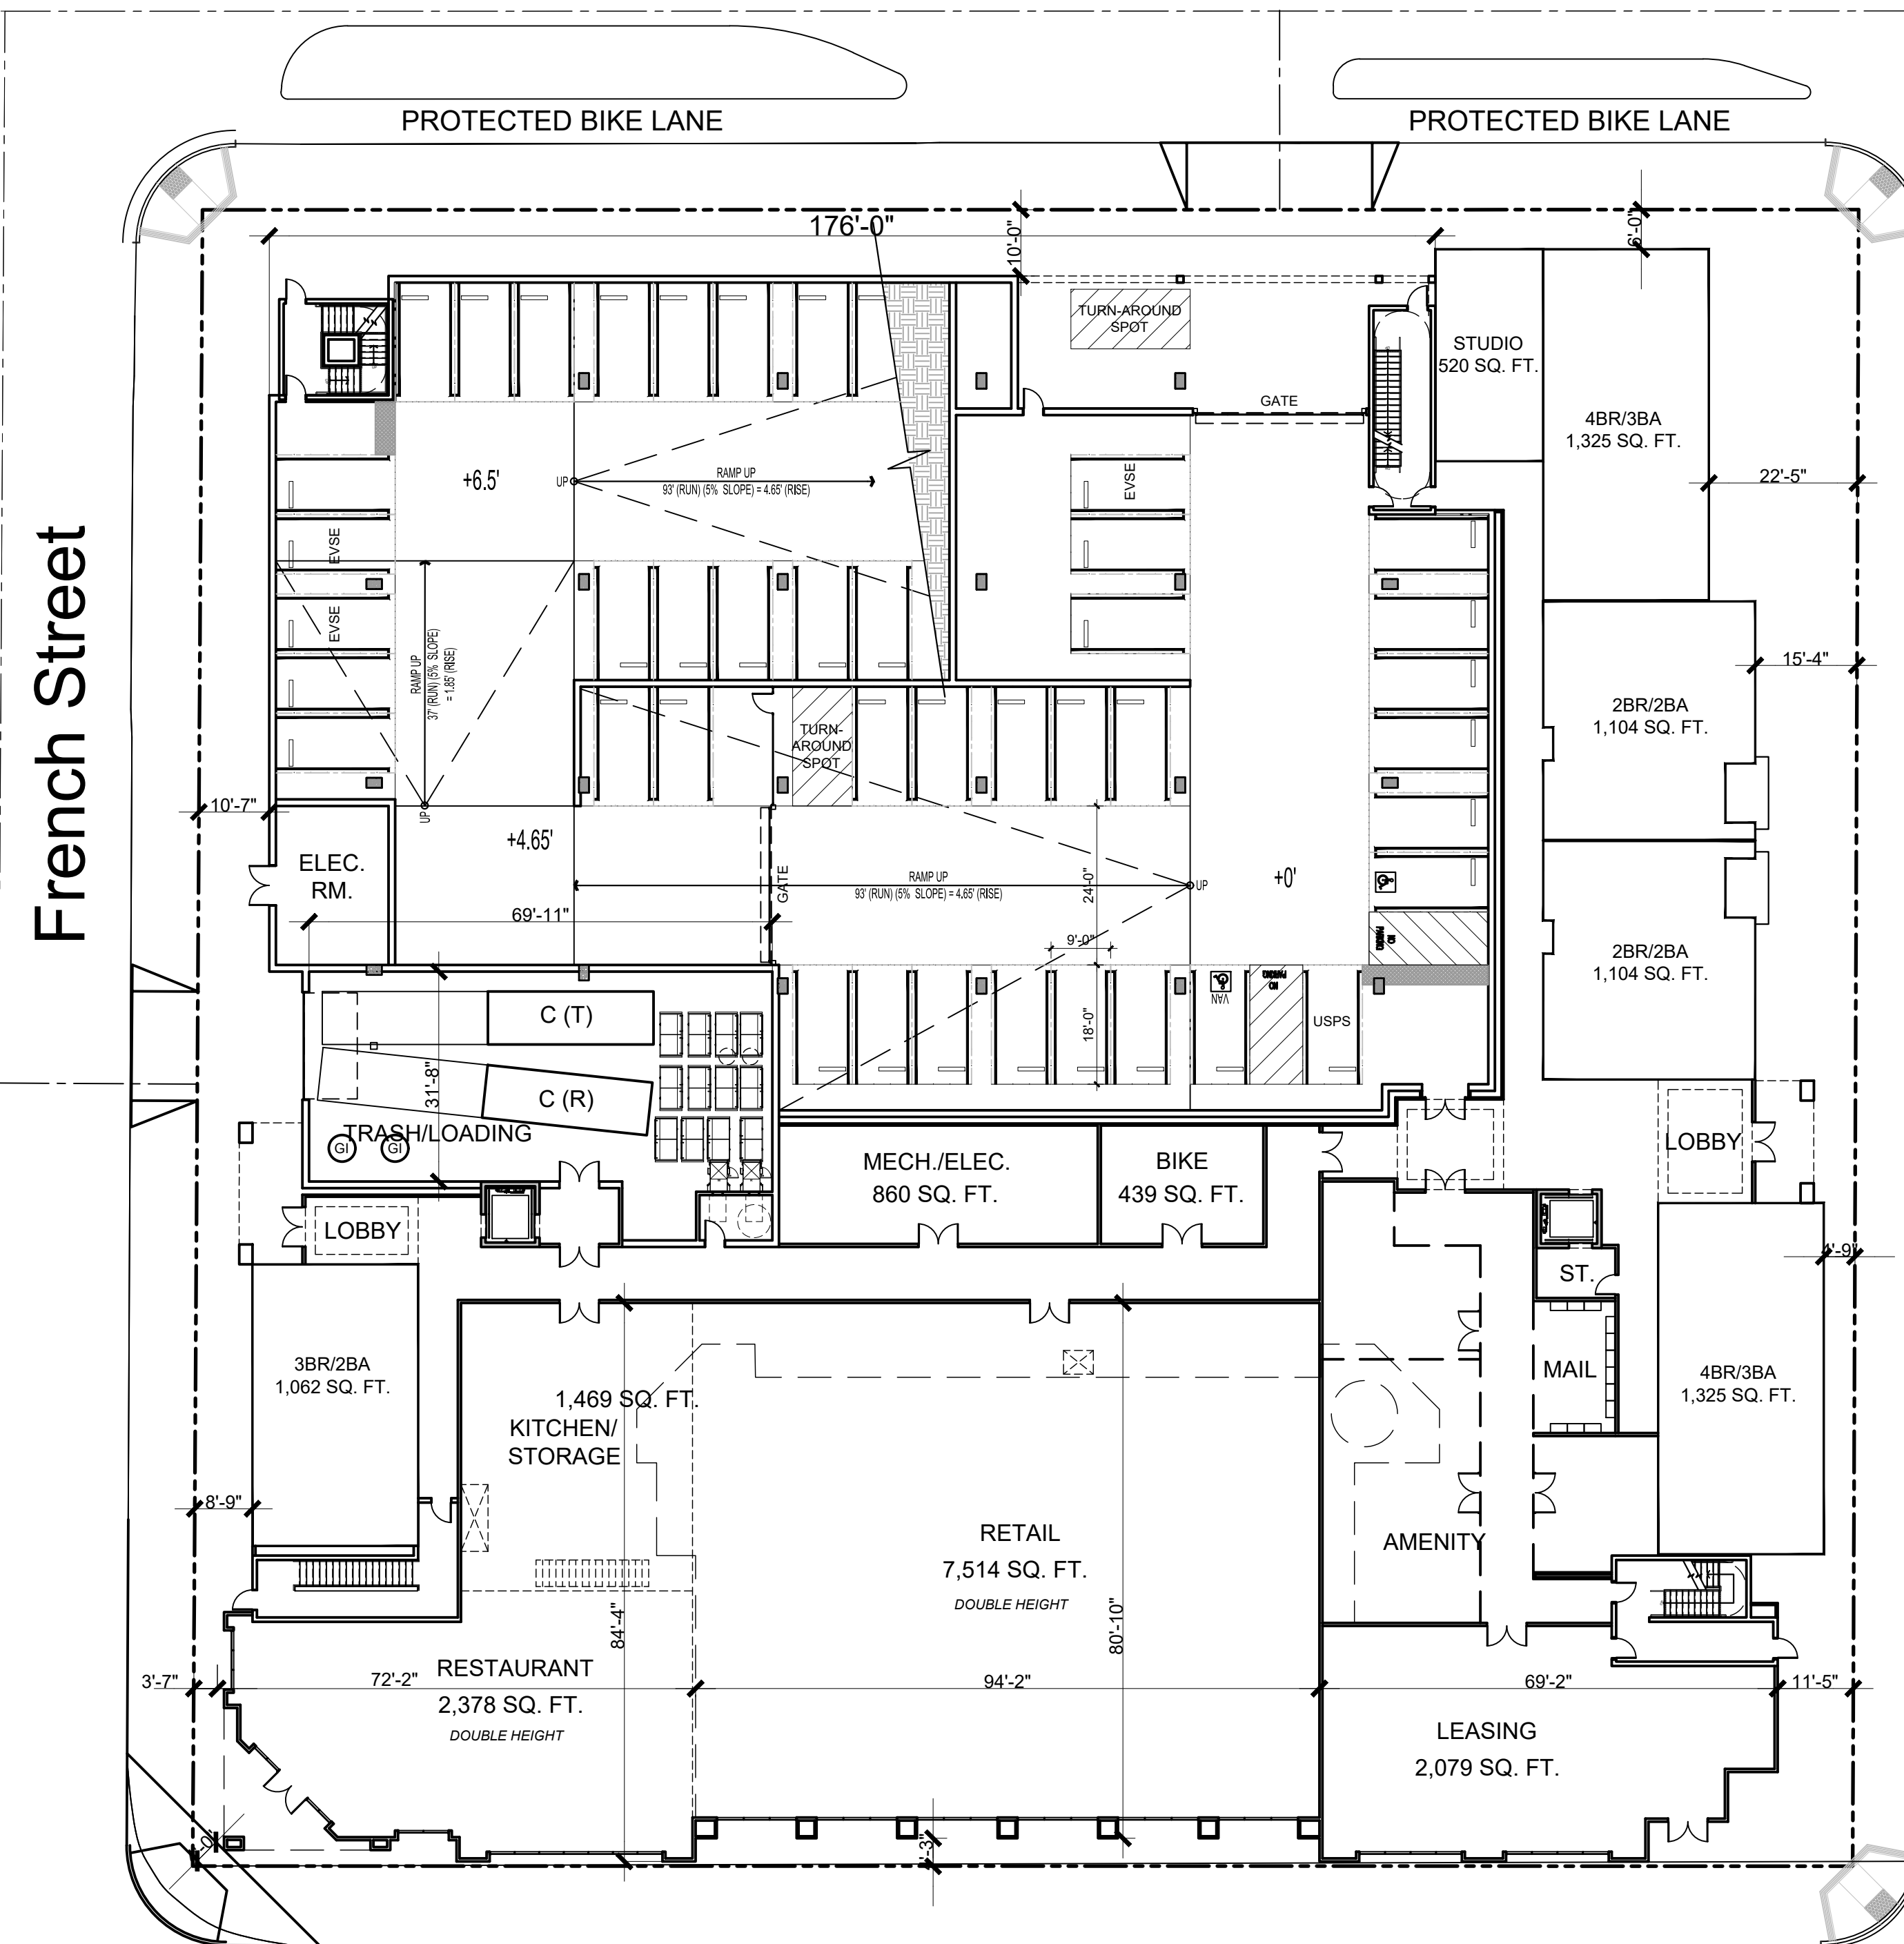 PROTECTED BIKE LANE
PROTECTED BIKE LANE
176'-0"
10'-0"
6'-0"
TURN-AROUND
SPOT
STUDIO
520 SQ. FT.
GATE
4BR/3BA
1,325 SQ. FT.
22'-5"
+6.5'
UP
RAMP UP
93' (RUN) (5% SLOPE) = 4.65' (RISE)
EVSE
EVSE
EVSE
French Street
RAMP UP
37' (RUN) (5% SLOPE)
= 1.85' (RISE)
15'-4"
2BR/2BA
1,104 SQ. FT.
TURN-
AROUND
SPOT
10'-7"
UP
+4.65'
ELEC.
RM.
GATE
RAMP UP
93' (RUN) (5% SLOPE) = 4.65' (RISE)
UP
24'-0"
+0'
69'-11"
9'-0"
NO
PARKING
2BR/2BA
1,104 SQ. FT.
C (T)
VAN
NO
PARKING
USPS
18'-0"
31'-8"
C (R)
TRASH/LOADING
GI
GI
MECH./ELEC.
860 SQ. FT.
BIKE
439 SQ. FT.
LOBBY
LOBBY
4'-9"
ST.
3BR/2BA
1,062 SQ. FT.
1,469 SQ. FT.
KITCHEN/
STORAGE
MAIL
4BR/3BA
1,325 SQ. FT.
8'-9"
RETAIL
7,514 SQ. FT.
DOUBLE HEIGHT
AMENITY
84'-4"
80'-10"
3'-7"
72'-2"
RESTAURANT
2,378 SQ. FT.
DOUBLE HEIGHT
94'-2"
69'-2"
11'-5"
LEASING
2,079 SQ. FT.